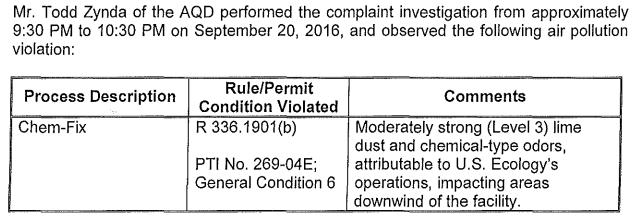 Mr. Todd Zynda of the AQD performed the complaint investigation from approximately
9:30 PM to 10:30 PM on September 20, 2016, and observed the following air pollution
violation:
Process Description
Rule/Permit
Condition Violated
Comments
Chem-Fix
R 336.1901(b)
PTI No. 269-04E;
General Condition 6
Moderately strong (Level 3) lime
dust and chemical-type odors,
attributable to U.S. Ecology's
operations, impacting areas
downwind of the facility.